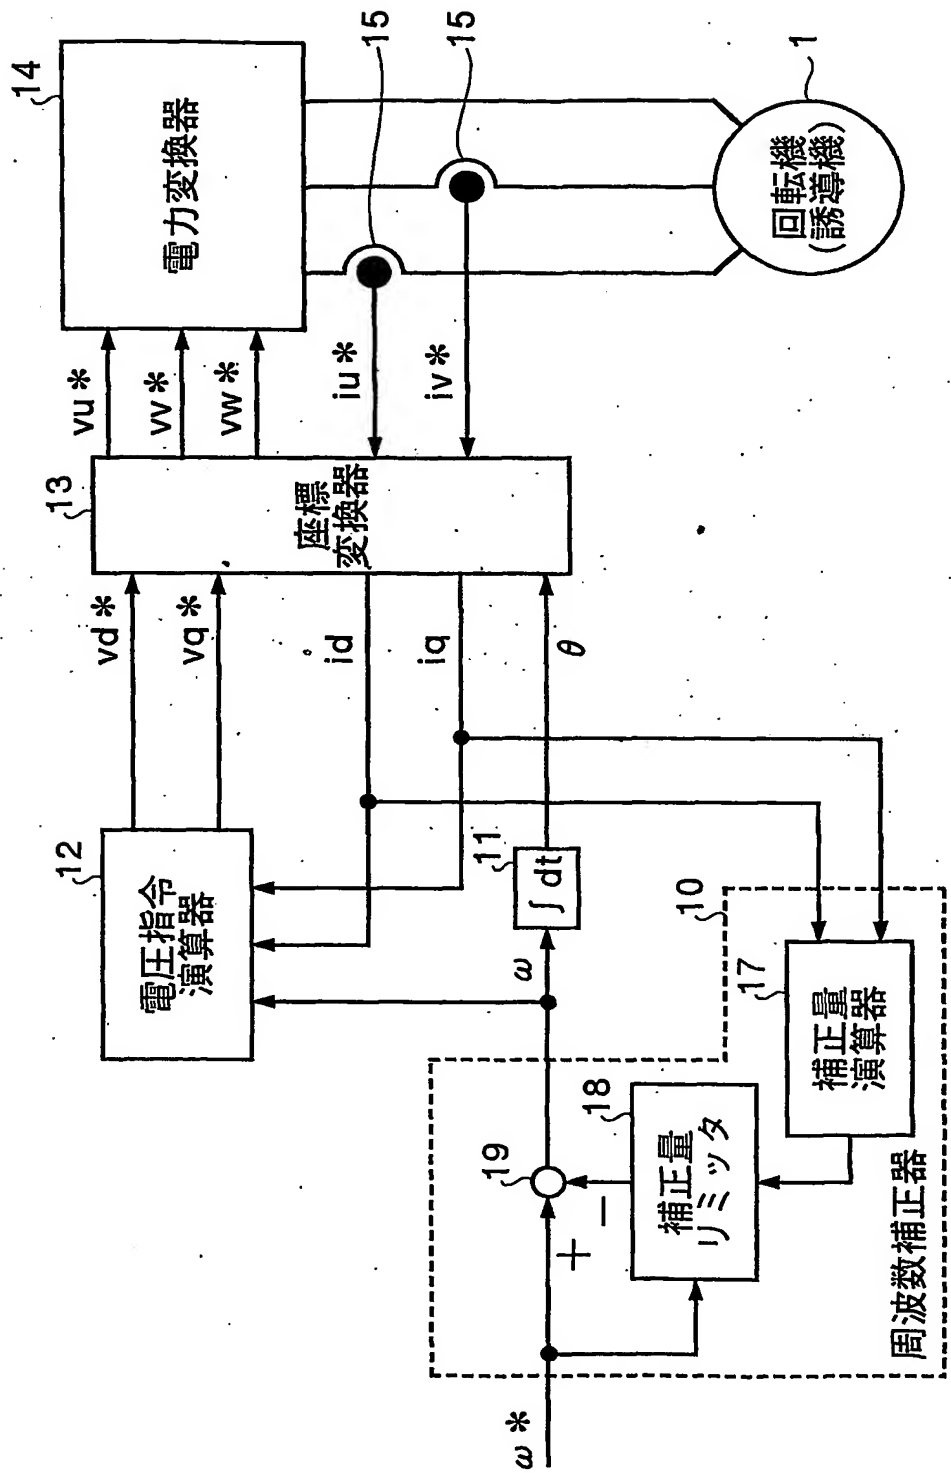 14
電力変換器
15
15
1
回転機
(誘導機)
vu*
vv*
vw*
iu*
iv*
13
座標
変換器
vd*
vq*
id
iq
θ
12
電圧指令
演算器
11
∫ dt
ω
10
17
補正量
演算器
18
補正量
リミッタ
19
+
−
周波数補正器
ω*